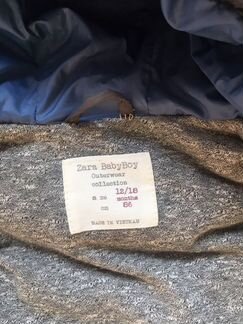 Zara BabyBoy
Outerwear
collection
12/18
months
cm 86
MADE IN VIETNAM